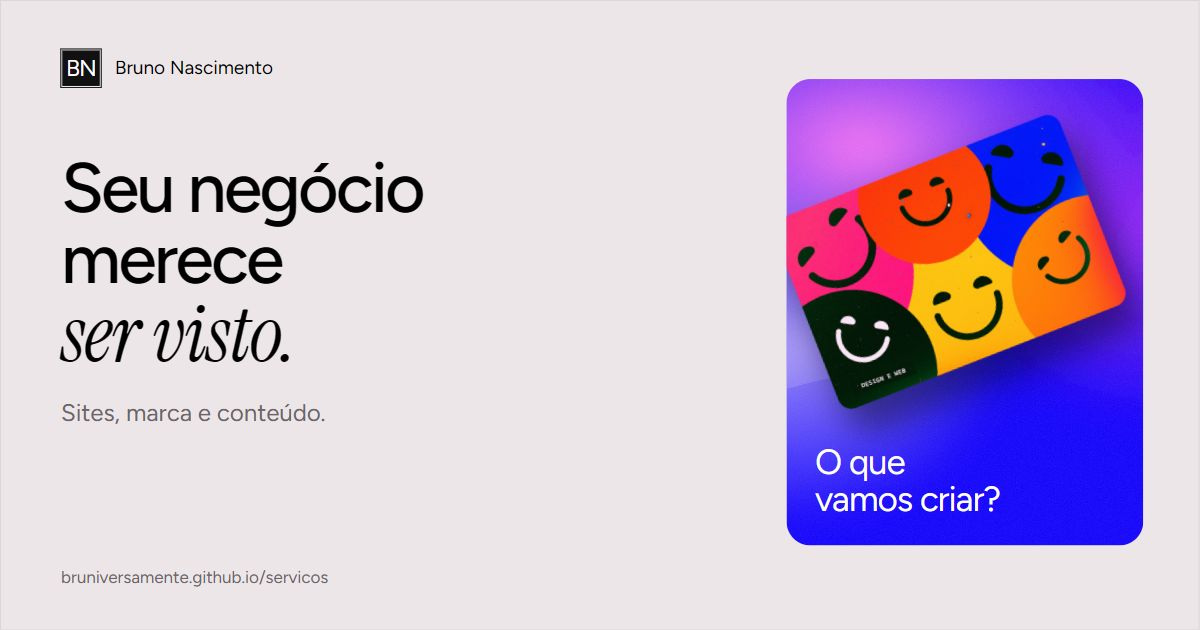 BN
Bruno Nascimento
Seu negócio
merece
ser visto.
Sites, marca e conteúdo.
bruniversamente.github.io/servicos
DESIGN E WEB
O que
vamos criar?